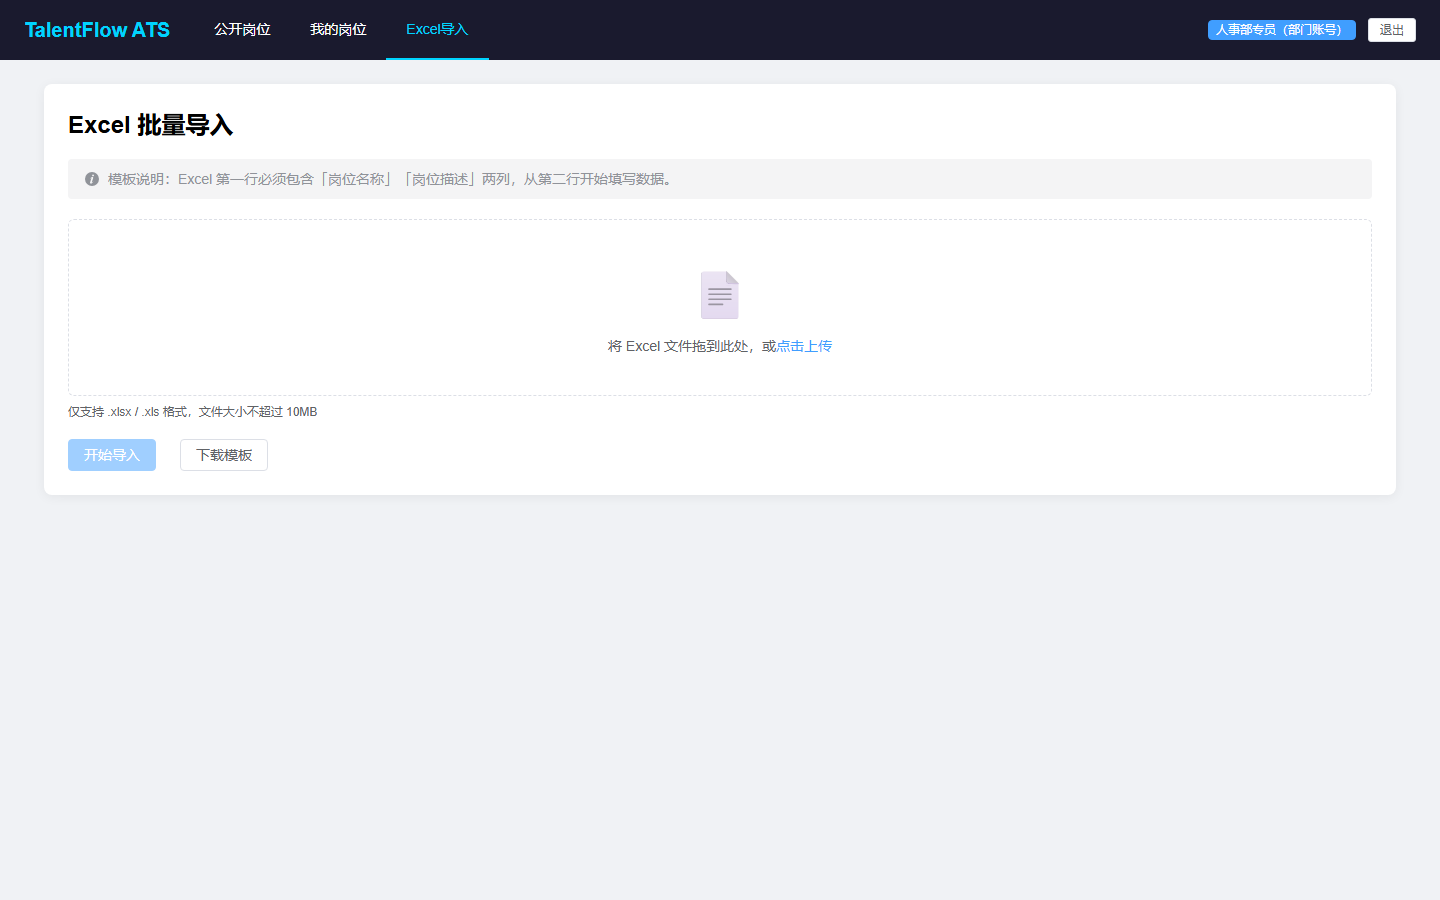 TalentFlow ATS 公开岗位 我的岗位 Excel导入 人事部专员（部门账号） 退出
Excel 批量导入
模板说明：Excel 第一行必须包含「岗位名称」「岗位描述」两列，从第二行开始填写数据。
将 Excel 文件拖到此处，或点击上传
仅支持 .xlsx / .xls 格式，文件大小不超过 10MB
开始导入 下载模板